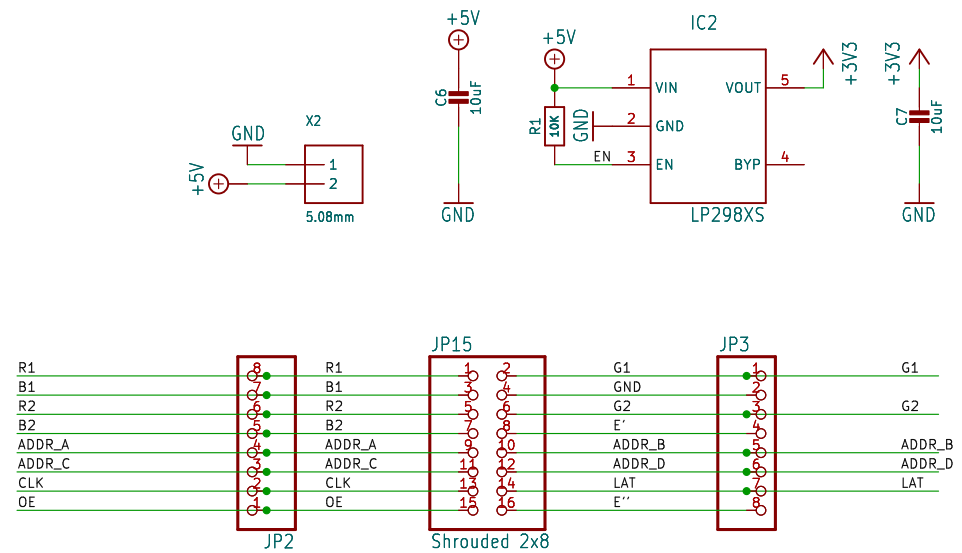 +5V
C6
10uF
GND
X2
GND
1
+5V
2
5.08mm
+5V
R1
10K
GND
EN
IC2
1 VIN
VOUT 5
2 GND
3 EN
BYP 4
LP298XS
+3V3
+3V3
C7
10uF
GND
JP15
JP3
R1 8 R1 1 2 G1 1 G1
B1 7 B1 3 4 GND 2
R2 6 R2 5 6 G2 3 G2
B2 5 B2 7 8 E' 4
ADDR_A 4 ADDR_A 9 10 ADDR_B 5 ADDR_B
ADDR_C 3 ADDR_C 11 12 ADDR_D 6 ADDR_D
CLK 2 CLK 13 14 LAT 7 LAT
OE 1 OE 15 16 E'' 8
JP2
Shrouded 2x8